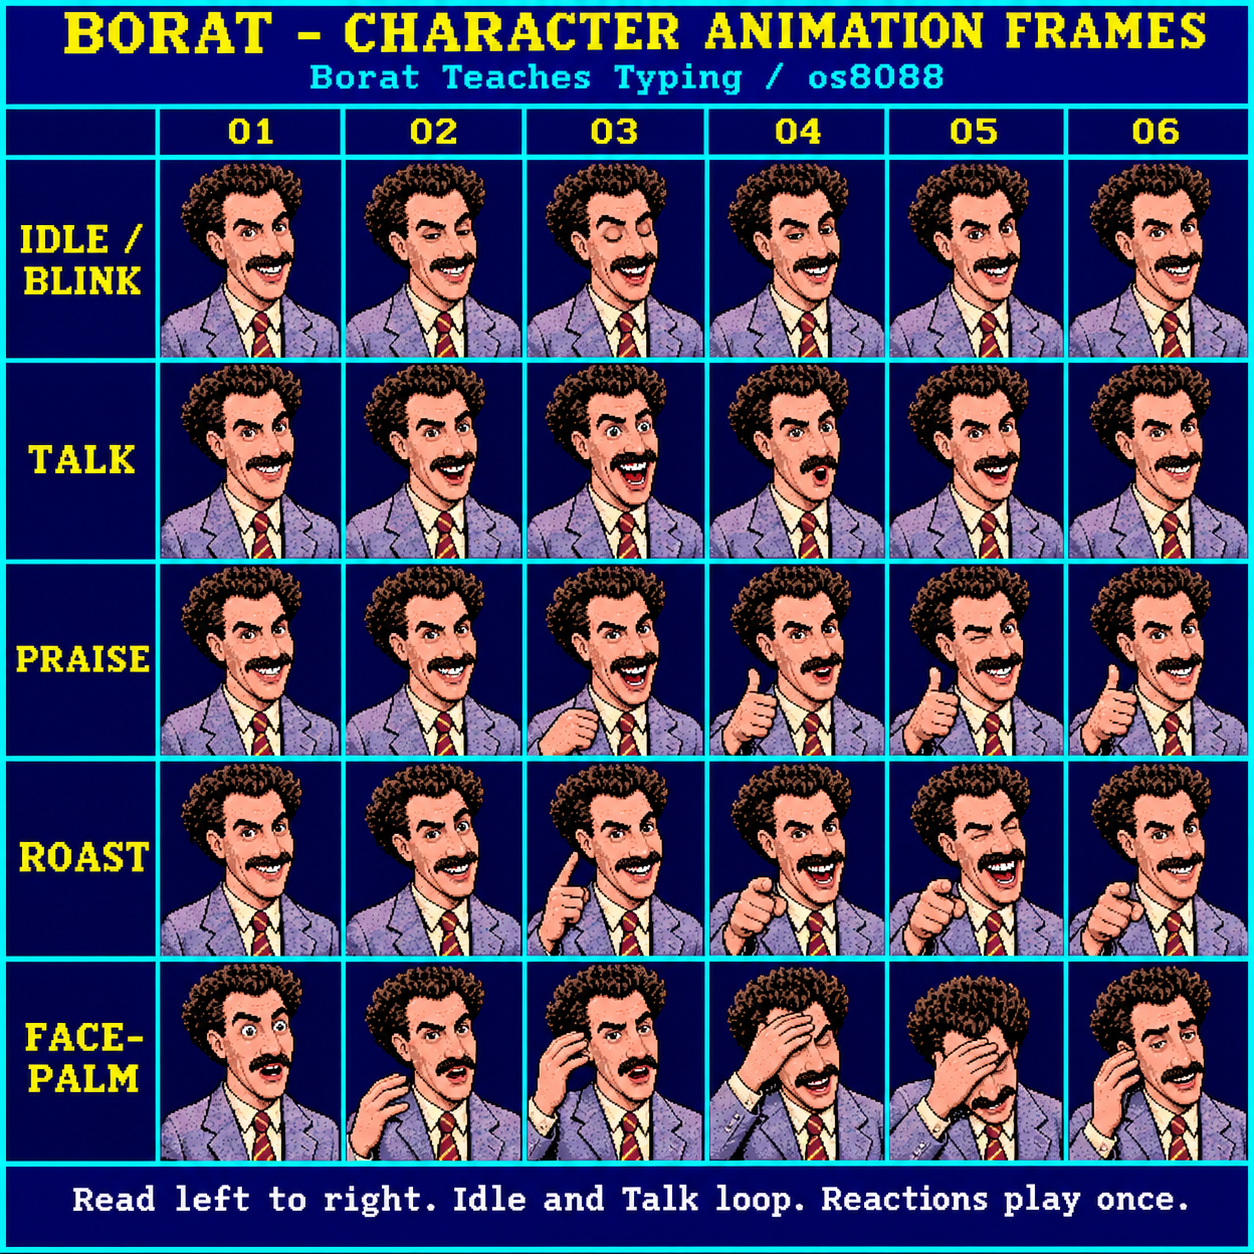 BORAT - CHARACTER ANIMATION FRAMES
Borat Teaches Typing / os8088
01 02 03 04 05 06
IDLE /
BLINK
TALK
PRAISE
ROAST
FACE-
PALM
Read left to right. Idle and Talk loop. Reactions play once.